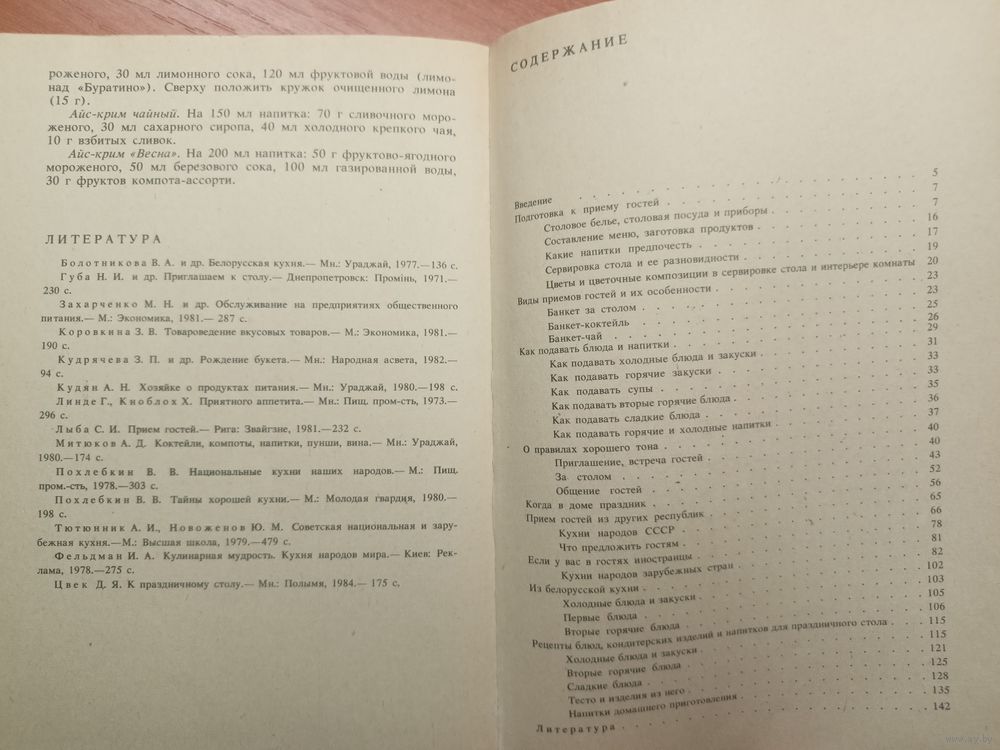 роженого, 30 мл лимонного сока, 120 мл фруктовой воды (лимо-
над «Буратино»). Сверху положить кружок очищенного лимона
(15 г).
Айс-крим чайный. На 150 мл напитка: 70 г сливочного моро-
женого, 30 мл сахарного сиропа, 40 мл холодного крепкого чая,
10 г взбитых сливок.
Айс-крим «Весна». На 200 мл напитка: 50 г фруктово-ягодного
мороженого, 50 мл березового сока, 100 мл газированной воды,
30 г фруктов компота-ассорти.
ЛИТЕРАТУРА
Болотникова В. А. и др. Белорусская кухня.— Мн.: Ураджай, 1977.—136 с.
Губа Н. И. и др. Приглашаем к столу.— Днепропетровск: Промiнь, 1971.—
230 с.
Захарченко М. Н. и др. Обслуживание на предприятиях общественного
питания.— М.: Экономика, 1981.— 287 с.
Коровкина З. В. Товароведение вкусовых товаров.— М.: Экономика, 1981.—
190 с.
Кудрячева З. П. и др. Рождение букета.— Мн.: Народная асвета, 1982.—
94 с.
Кудян А. Н. Хозяйке о продуктах питания.— Мн.: Ураджай, 1980.—198 с.
Линде Г., Кноблох Х. Приятного аппетита.— Мн.: Пищ. пром-сть, 1973.—
296 с.
Лыба С. И. Прием гостей.— Рига: Звайгзне, 1981.—232 с.
Митюков А. Д. Коктейли, компоты, напитки, пунши, вина.— Мн.: Ураджай,
1980.—174 с.
Похлебкин В. В. Национальные кухни наших народов.— М.: Пищ.
пром.-сть, 1978.—303 с.
Похлебкин В. В. Тайны хорошей кухни.— М.: Молодая гвардия, 1980.—
198 с.
Тютюнник А. И., Новоженов Ю. М. Советская национальная и зару-
бежная кухня.—М.: Высшая школа, 1979.—479 с.
Фельдман И. А. Кулинарная мудрость. Кухня народов мира.— Киев: Рек-
лама, 1978.—275 с.
Цвек Д. Я. К праздничному столу.— Мн.: Полымя, 1984.— 175 с.
СОДЕРЖАНИЕ
Введение 5
Подготовка к приему гостей 7
Столовое белье, столовая посуда и приборы 7
Составление меню, заготовка продуктов 16
Какие напитки предпочесть 17
Сервировка стола и ее разновидности 19
Цветы и цветочные композиции в сервировке стола и интерьере комнаты 20
Виды приемов гостей и их особенности 23
Банкет за столом 23
Банкет-коктейль 25
Банкет-чай 26
Как подавать блюда и напитки 29
Как подавать холодные блюда и закуски 31
Как подавать горячие закуски 33
Как подавать супы 33
Как подавать вторые горячие блюда 35
Как подавать сладкие блюда 36
Как подавать горячие и холодные напитки 37
О правилах хорошего тона 40
Приглашение, встреча гостей 40
За столом 43
Общение гостей 52
Когда в доме праздник 56
Прием гостей из других республик 65
Кухни народов СССР 66
Что предложить гостям 78
Если у вас в гостях иностранцы 81
Кухни народов зарубежных стран 82
Из белорусской кухни 102
Холодные блюда и закуски 103
Первые блюда 105
Вторые горячие блюда 106
Рецепты блюд, кондитерских изделий и напитков для праздничного стола 115
Холодные блюда и закуски 115
Вторые горячие блюда 121
Сладкие блюда 125
Тесто и изделия из него 128
Напитки домашнего приготовления 135
Литература 142
www.ay.by